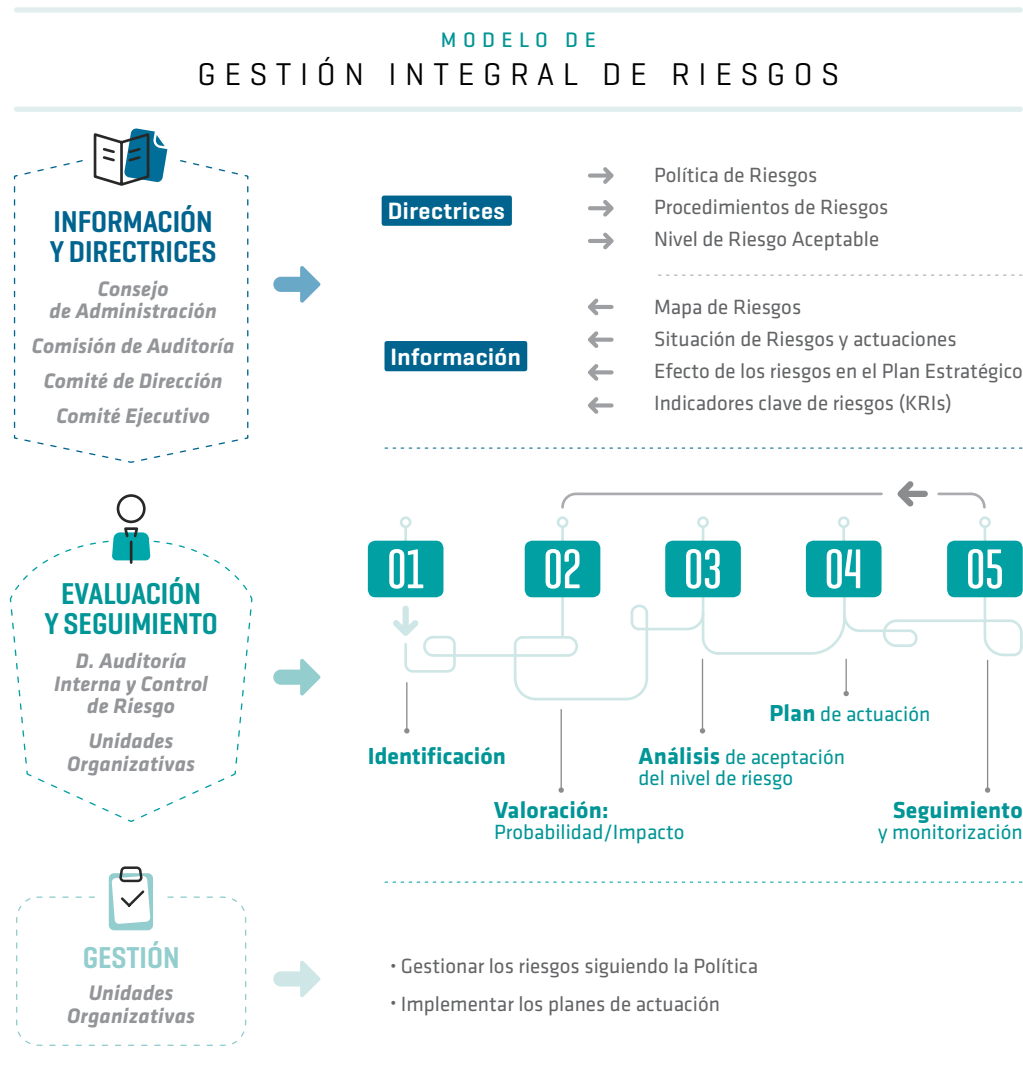 MODELO DE
GESTIÓN INTEGRAL DE RIESGOS
INFORMACIÓN
Y DIRECTRICES
Consejo
de Administración
Comisión de Auditoría
Comité de Dirección
Comité Ejecutivo
Directrices
Política de Riesgos
Procedimientos de Riesgos
Nivel de Riesgo Aceptable
Información
Mapa de Riesgos
Situación de Riesgos y actuaciones
Efecto de los riesgos en el Plan Estratégico
Indicadores clave de riesgos (KRIs)
EVALUACIÓN
Y SEGUIMIENTO
D. Auditoría
Interna y Control
de Riesgo
Unidades
Organizativas
01
02
03
04
05
Identificación
Valoración:
Probabilidad/Impacto
Análisis de aceptación
del nivel de riesgo
Plan de actuación
Seguimiento
y monitorización
GESTIÓN
Unidades
Organizativas
• Gestionar los riesgos siguiendo la Política
• Implementar los planes de actuación